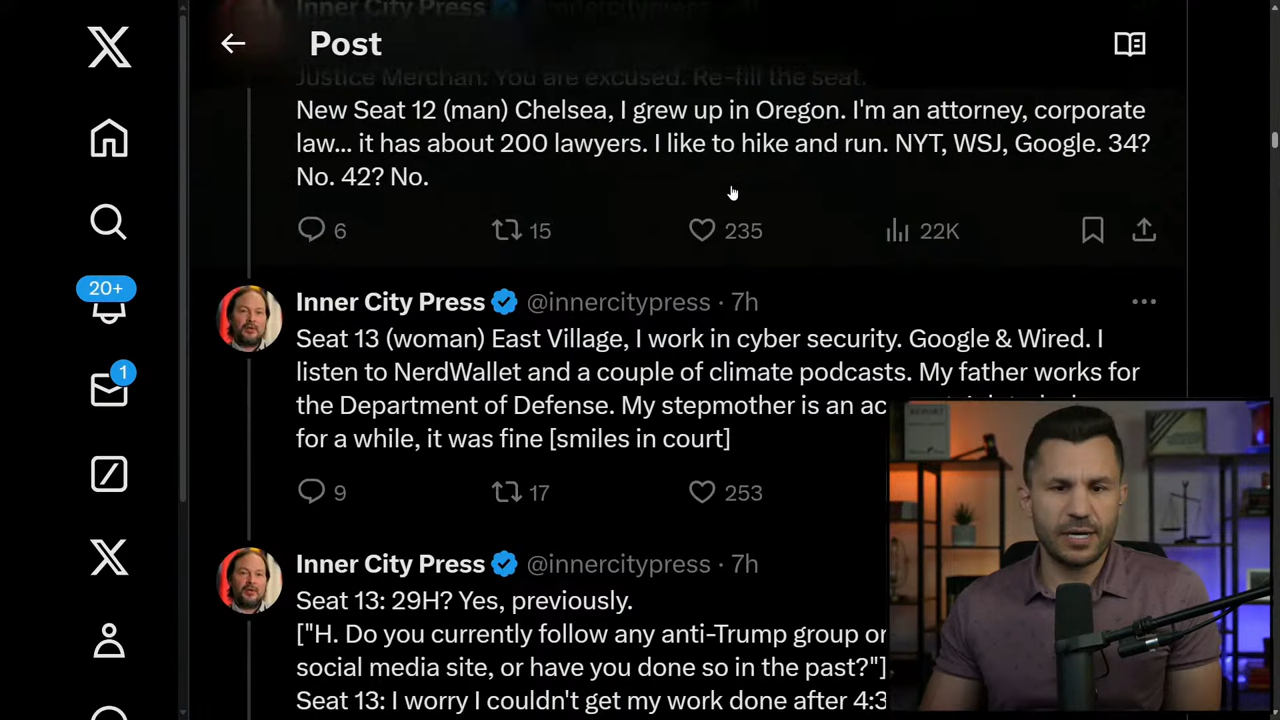 Inner City Press
Post
Justice Merchan: You are excused. Re-fill the seat.
New Seat 12 (man) Chelsea, I grew up in Oregon. I'm an attorney, corporate
law... it has about 200 lawyers. I like to hike and run. NYT, WSJ, Google. 34?
No. 42? No.
6 15 235 22K
20+
Inner City Press @innercitypress · 7h
Seat 13 (woman) East Village, I work in cyber security. Google & Wired. I
listen to NerdWallet and a couple of climate podcasts. My father works for
the Department of Defense. My stepmother is an
for a while, it was fine [smiles in court]
1
9 17 253
Inner City Press @innercitypress · 7h
Seat 13: 29H? Yes, previously.
["H. Do you currently follow any anti-Trump group or
social media site, or have you done so in the past?"]
Seat 13: I worry I couldn't get my work done after 4:3